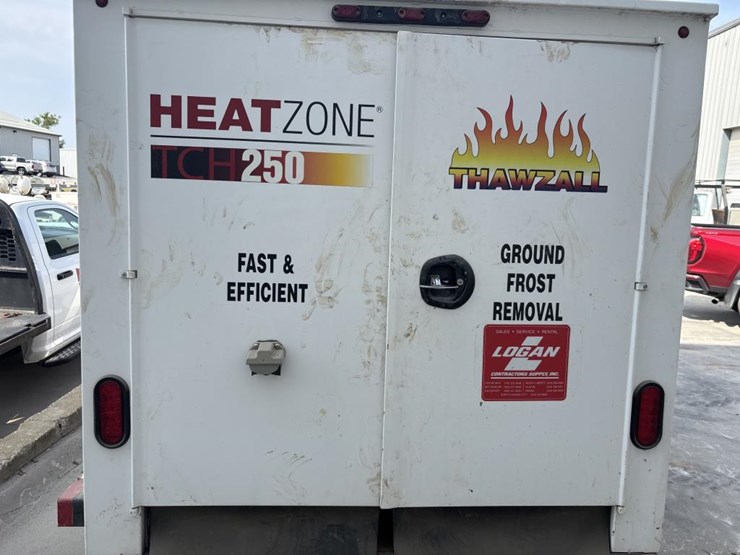 HEATZONE®
TCH250
THAWZALL
FAST &
EFFICIENT
GROUND
FROST
REMOVAL
SALES • SERVICE • RENTAL
LOGAN
CONTRACTORS SUPPLY, INC.